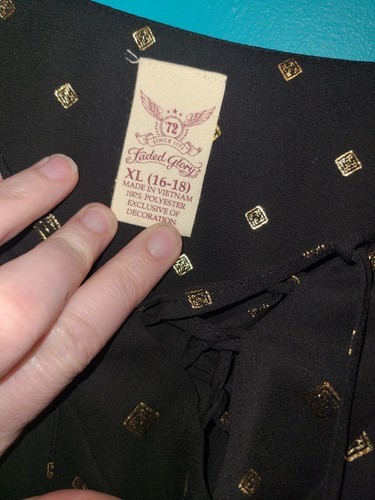 '72
SINCE 1972
Faded Glory
XL (16-18)
MADE IN VIETNAM
100% POLYESTER
EXCLUSIVE OF
DECORATION